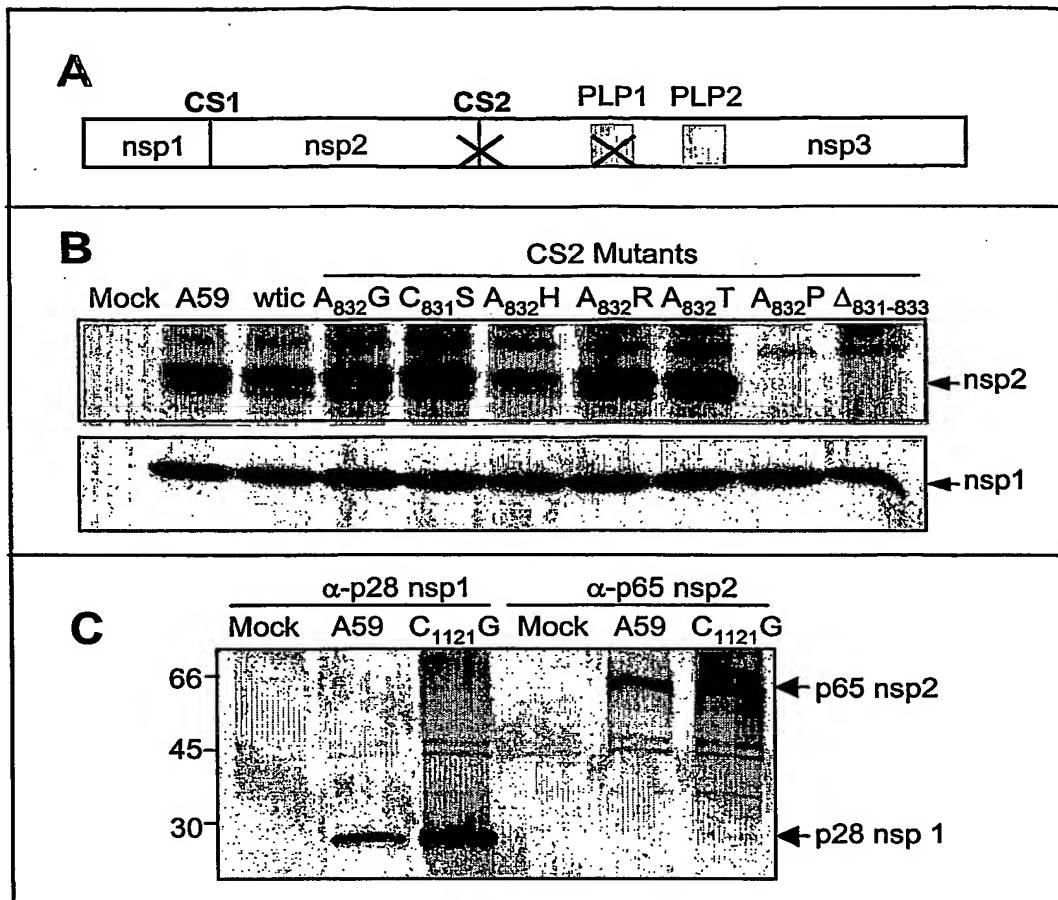 A
CS1 CS2 PLP1 PLP2
nsp1 nsp2 nsp3
B
CS2 Mutants
Mock A59 wtic A₈₃₂G C₈₃₁S A₈₃₂H A₈₃₂R A₈₃₂T A₈₃₂P Δ₈₃₁₋₈₃₃
nsp2
nsp1
C
α-p28 nsp1 α-p65 nsp2
Mock A59 C₁₁₂₁G Mock A59 C₁₁₂₁G
66
p65 nsp2
45
30
p28 nsp 1